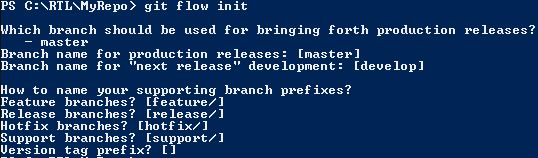 PS C:\RTL\MyRepo> git flow init
Which branch should be used for bringing forth production releases?
- master
Branch name for production releases: [master]
Branch name for "next release" development: [develop]
How to name your supporting branch prefixes?
Feature branches? [feature/]
Release branches? [release/]
Hotfix branches? [hotfix/]
Support branches? [support/]
Version tag prefix? []